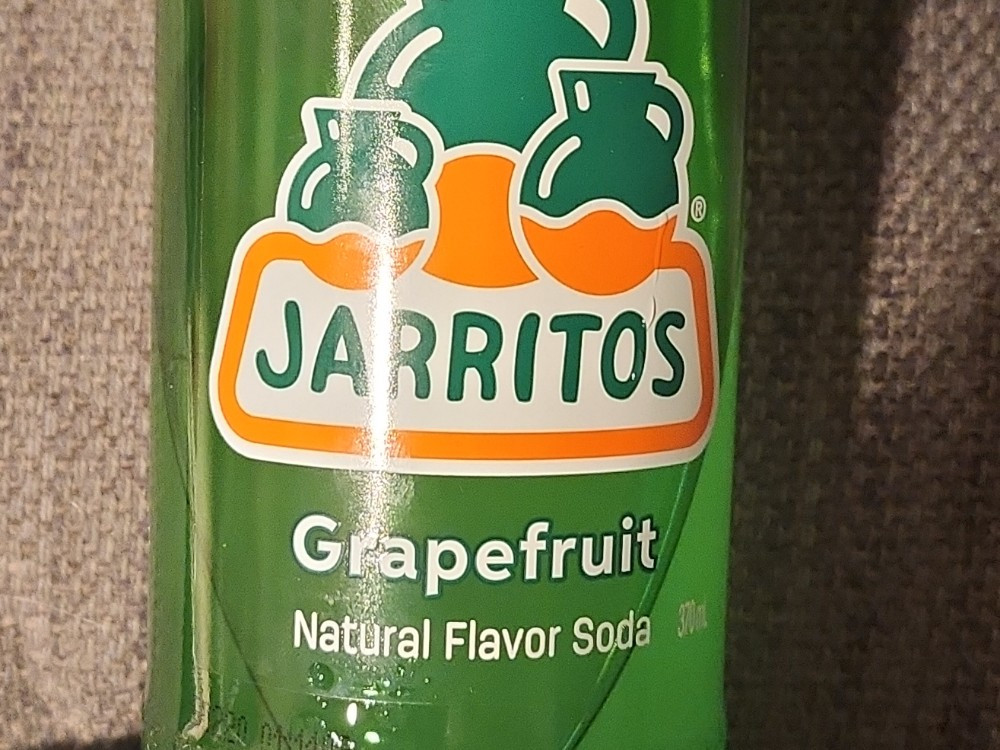 ®
JARRITOS
Grapefruit
Natural Flavor Soda
370mL